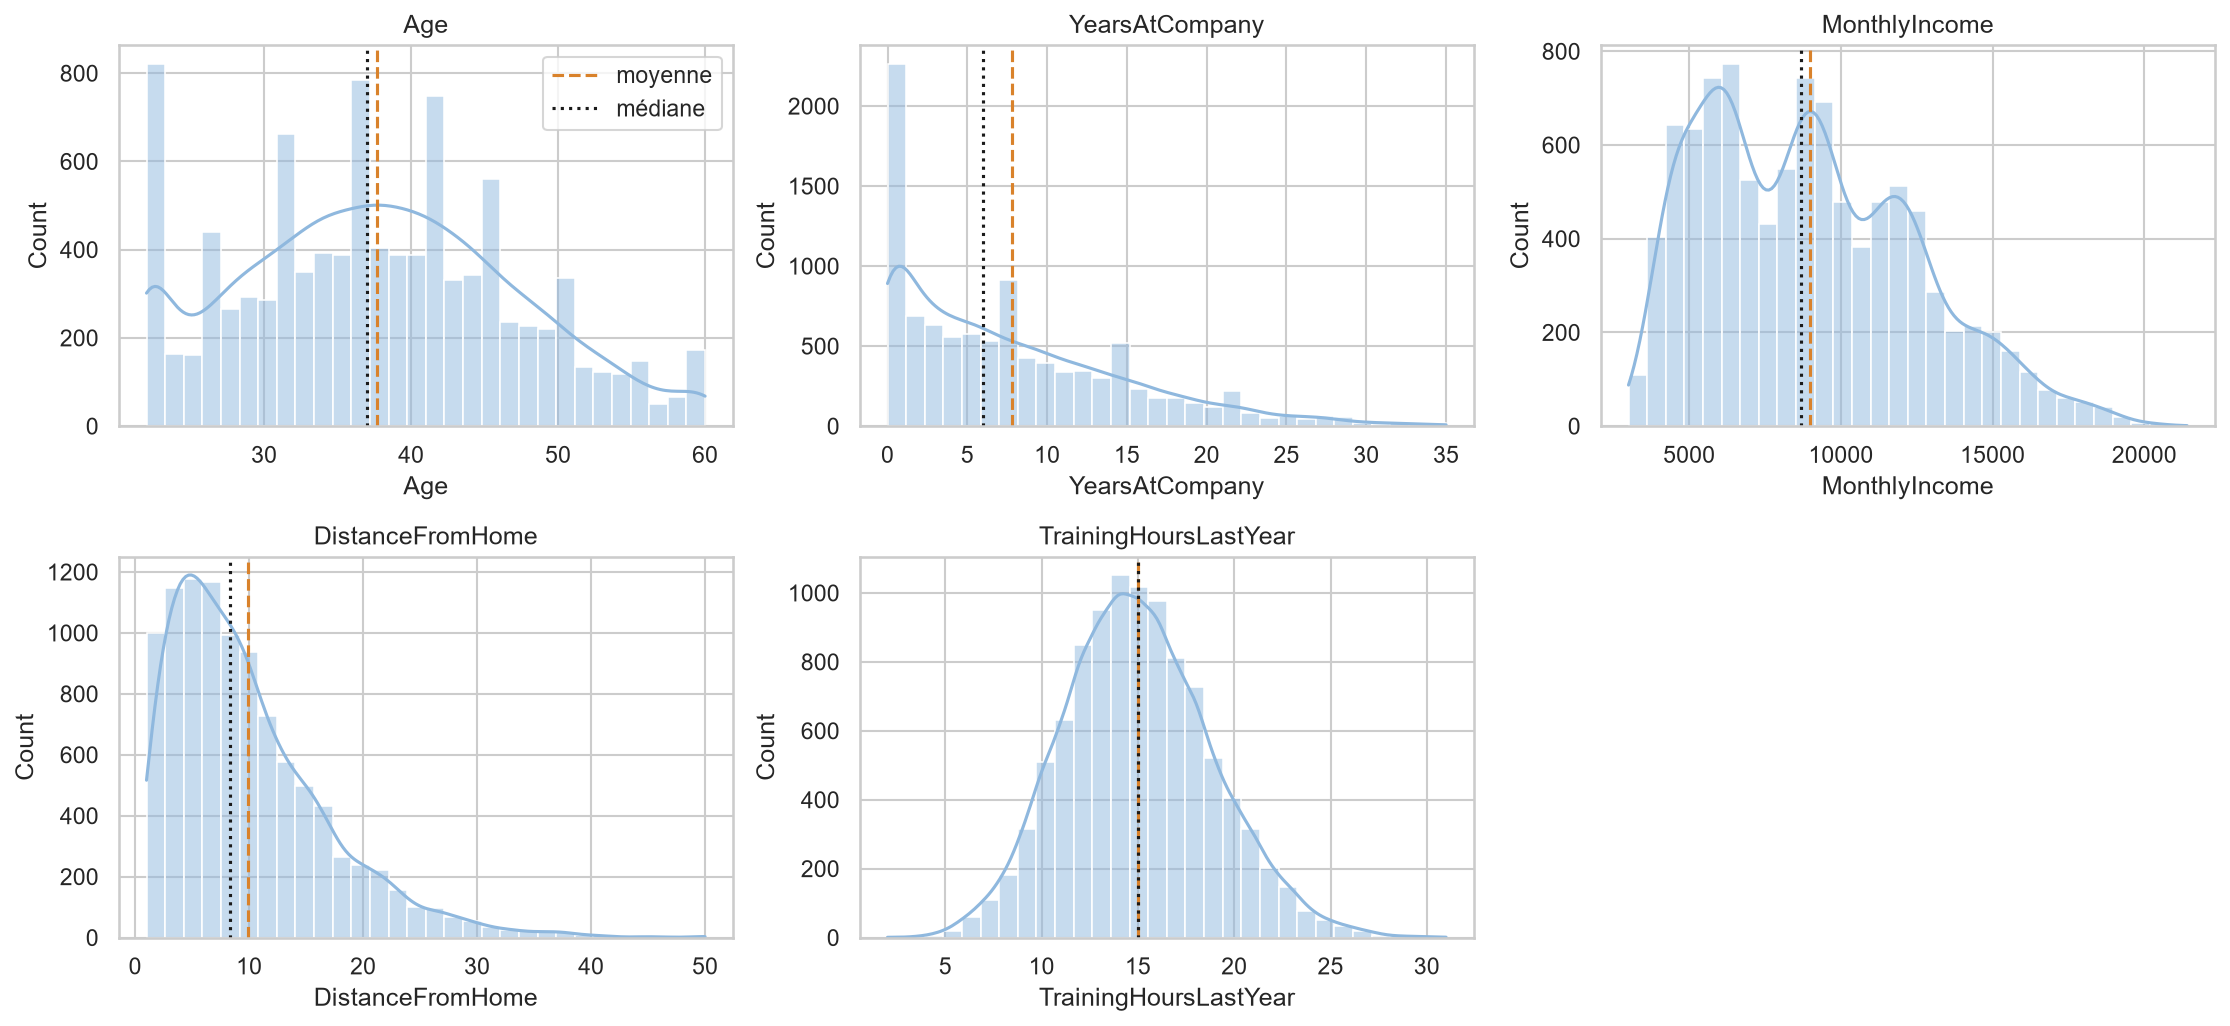 Age
800
600
400
200
0
Count
30 40 50 60
Age
moyenne
médiane
YearsAtCompany
2000
1500
1000
500
0
Count
0 5 10 15 20 25 30 35
YearsAtCompany
MonthlyIncome
800
600
400
200
0
Count
5000 10000 15000 20000
MonthlyIncome
DistanceFromHome
1200
1000
800
600
400
200
0
Count
0 10 20 30 40 50
DistanceFromHome
TrainingHoursLastYear
1000
800
600
400
200
0
Count
5 10 15 20 25 30
TrainingHoursLastYear